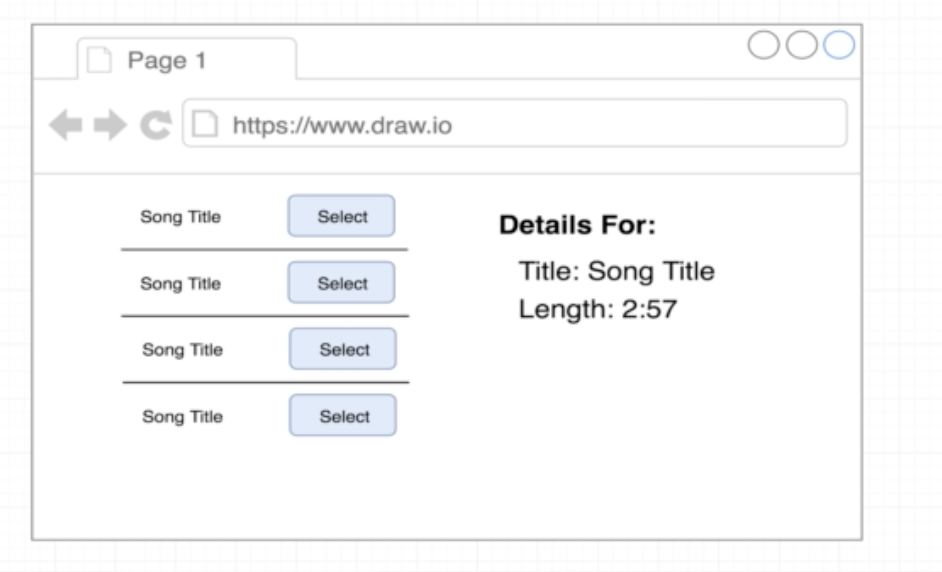 Page 1
https://www.draw.io
Song Title Select
Song Title Select
Song Title Select
Song Title Select
Details For:
Title: Song Title
Length: 2:57